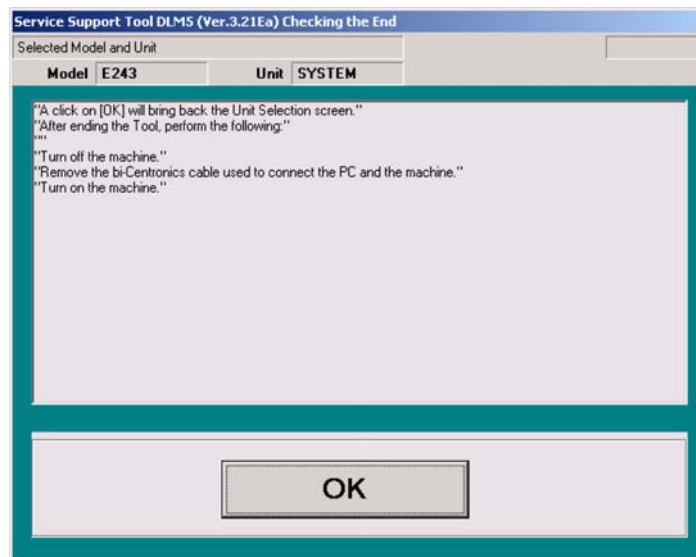 Service Support Tool DLM5 (Ver.3.21Ea) Checking the End
Selected Model and Unit
Model E243 Unit SYSTEM
"A click on [OK] will bring back the Unit Selection screen."
"After ending the Tool, perform the following:"
""
"Turn off the machine."
"Remove the bi-Centronics cable used to connect the PC and the machine."
"Turn on the machine."
OK